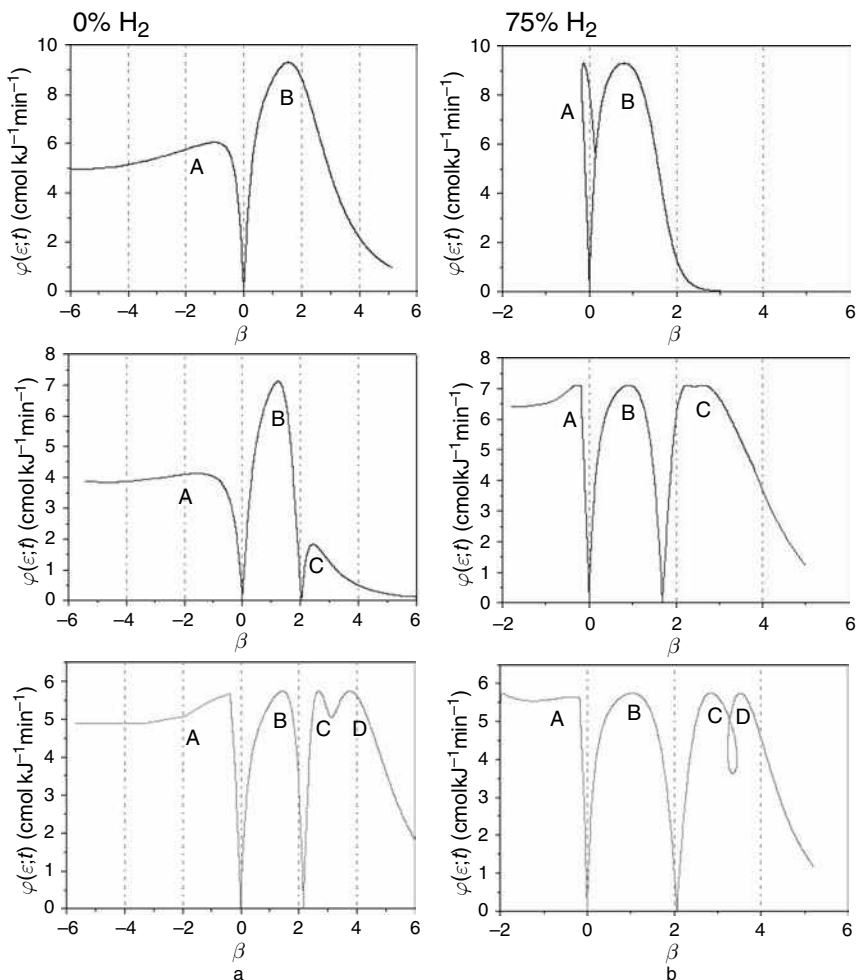 0% H₂
φ(ε;t) (cmol kJ⁻¹min⁻¹)
10
8
6
4
2
0
A
B
−6 −4 −2 0 2 4 6
β
75% H₂
φ(ε;t) (cmol kJ⁻¹min⁻¹)
10
8
6
4
2
0
A
B
−2 0 2 4 6
β
φ(ε;t) (cmol kJ⁻¹min⁻¹)
8
7
6
5
4
3
2
1
0
A
B
C
−6 −4 −2 0 2 4 6
β
φ(ε;t) (cmol kJ⁻¹min⁻¹)
8
7
6
5
4
3
2
1
0
A
B
C
−2 0 2 4 6
β
φ(ε;t) (cmol kJ⁻¹min⁻¹)
6
5
4
3
2
1
0
A
B
C
D
−6 −4 −2 0 2 4 6
β
a
φ(ε;t) (cmolkJ⁻¹min⁻¹)
6
5
4
3
2
1
0
A
B
C
D
−2 0 2 4 6
β
b